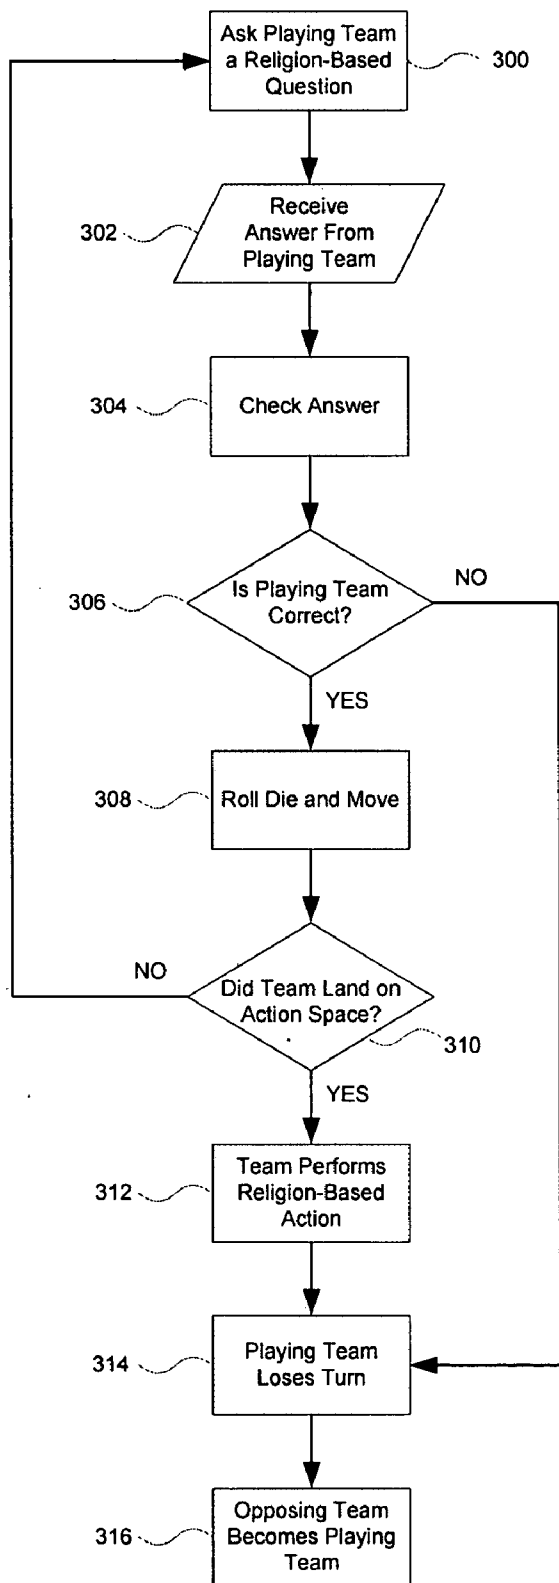 Ask Playing Team
a Religion-Based
Question
300
Receive
Answer From
Playing Team
302
304
Check Answer
NO
Is Playing Team
Correct?
306
YES
308
Roll Die and Move
NO
Did Team Land on
Action Space?
310
YES
Team Performs
Religion-Based
Action
312
Playing Team
Loses Turn
314
Opposing Team
Becomes Playing
Team
316